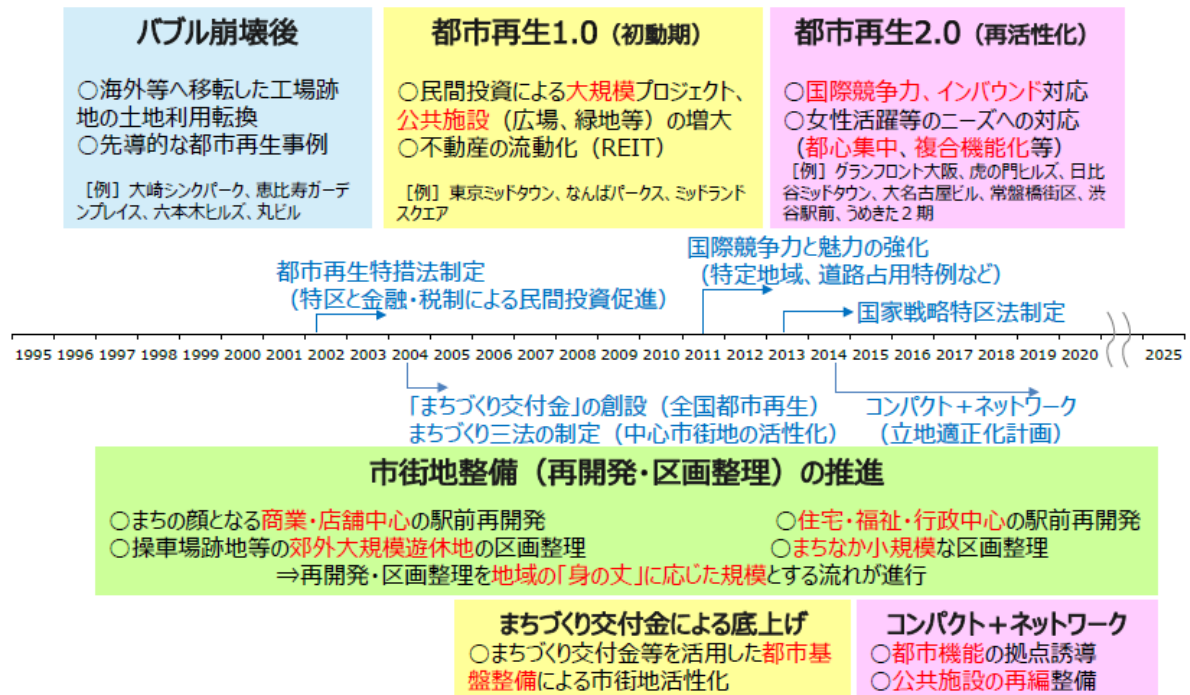 バブル崩壊後
○海外等へ移転した工場跡
地の土地利用転換
○先導的な都市再生事例
［例］大崎シンクパーク、恵比寿ガーデ
ンプレイス、六本木ヒルズ、丸ビル
都市再生1.0（初動期）
○民間投資による大規模プロジェクト、
公共施設（広場、緑地等）の増大
○不動産の流動化（REIT）
［例］東京ミッドタウン、なんばパークス、ミッドランド
スクエア
都市再生2.0（再活性化）
○国際競争力、インバウンド対応
○女性活躍等のニーズへの対応
（都心集中、複合機能化等）
［例］グランフロント大阪、虎の門ヒルズ、日比
谷ミッドタウン、大名古屋ビル、常盤橋街区、渋
谷駅前、うめきた２期
都市再生特措法制定
（特区と金融・税制による民間投資促進）
国際競争力と魅力の強化
（特定地域、道路占用特例など）
国家戦略特区法制定
1995 1996 1997 1998 1999 2000 2001 2002 2003 2004 2005 2006 2007 2008 2009 2010 2011 2012 2013 2014 2015 2016 2017 2018 2019 2020 2025
「まちづくり交付金」の創設（全国都市再生）
まちづくり三法の制定（中心市街地の活性化）
コンパクト＋ネットワーク
（立地適正化計画）
市街地整備（再開発・区画整理）の推進
○まちの顔となる商業・店舗中心の駅前再開発
○操車場跡地等の郊外大規模遊休地の区画整理
○住宅・福祉・行政中心の駅前再開発
○まちなか小規模な区画整理
⇒再開発・区画整理を地域の「身の丈」に応じた規模とする流れが進行
まちづくり交付金による底上げ
○まちづくり交付金等を活用した都市基
盤整備による市街地活性化
コンパクト＋ネットワーク
○都市機能の拠点誘導
○公共施設の再編整備